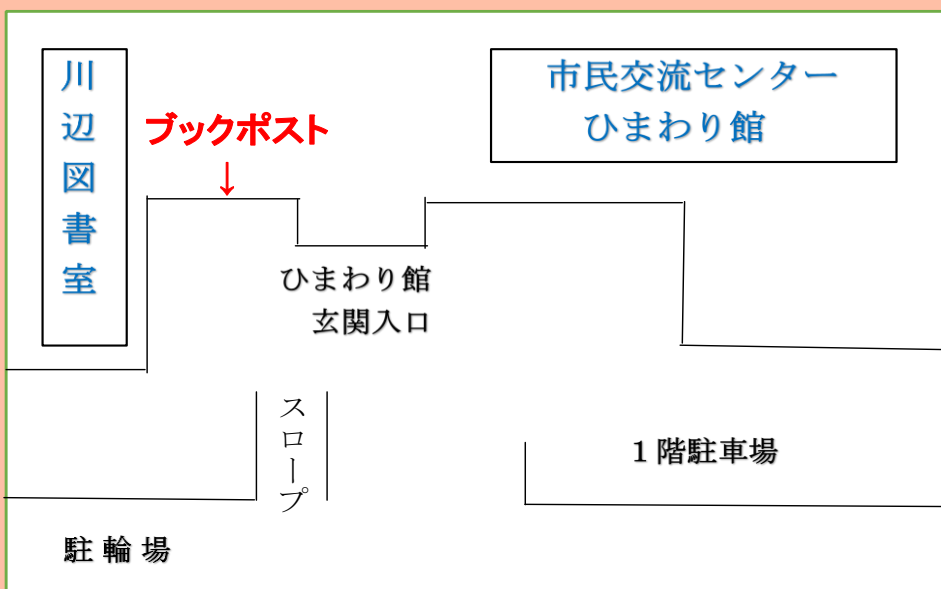 川辺図書室
ブックポスト
↓
市民交流センター
ひまわり館
ひまわり館
玄関入口
スロープ
１階駐車場
駐輪場